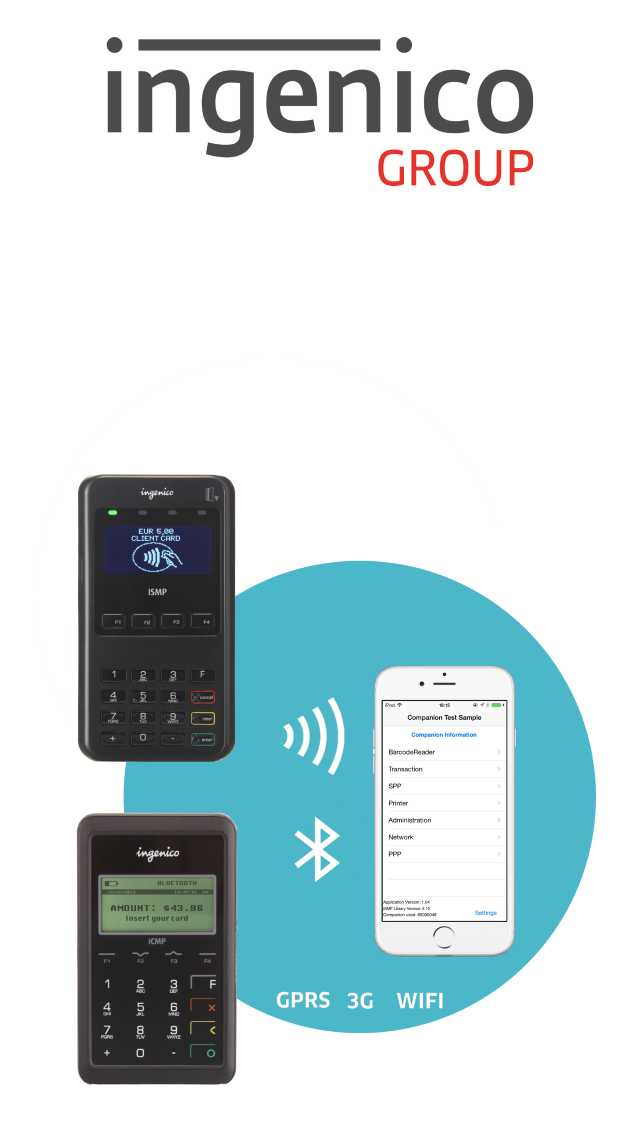 ingenico
GROUP
ingenico
EUR 5,00
CLIENT CARD
iSMP
F1 F2 F3 F4
1 2 3 F
ABC DEF
4 5 6 cancel
GHI JKL MNO
7 8 9 clear
PQRS TUV WXYZ
+ 0 - enter
ingenico
BLUETOOTH
AMOUNT: $43.96
Insert your card
iCMP
F1 F2 F3 F4
1 2 3 F
ABC DEF
4 5 6 ×
GHI JKL MNO
7 8 9 <
PQRS TUV WXYZ
+ 0 - O
iPod 16:15
Companion Test Sample
Companion Information
BarcodeReader
Transaction
SPP
Printer
Administration
Network
PPP
Application Version: 1.04
iSMP Library Version: 5.10
Companion used: 60030048
Settings
GPRS 3G WIFI